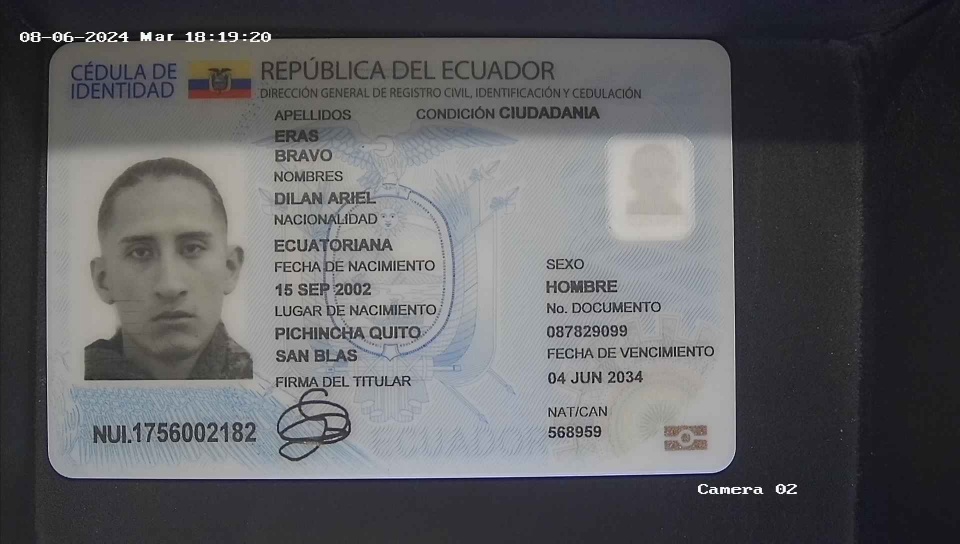 08-06-2024 Mar 18:19:20
CÉDULA DE
IDENTIDAD
REPÚBLICA DEL ECUADOR
DIRECCIÓN GENERAL DE REGISTRO CIVIL, IDENTIFICACIÓN Y CEDULACIÓN
APELLIDOS
CONDICIÓN CIUDADANIA
ERAS
BRAVO
NOMBRES
DILAN ARIEL
NACIONALIDAD
ECUATORIANA
FECHA DE NACIMIENTO
15 SEP 2002
LUGAR DE NACIMIENTO
PICHINCHA QUITO
SAN BLAS
FIRMA DEL TITULAR
SEXO
HOMBRE
No. DOCUMENTO
087829099
FECHA DE VENCIMIENTO
04 JUN 2034
NAT/CAN
568959
NUI.1756002182
ECUADOR
Camera 02